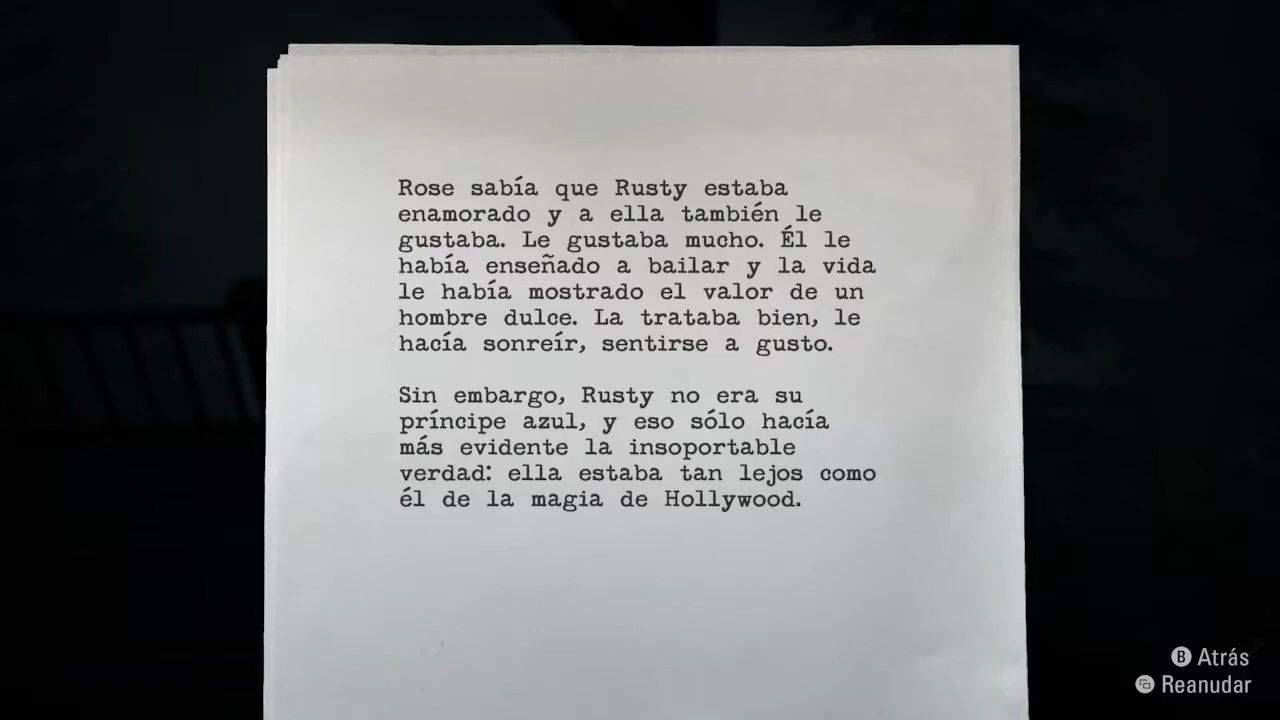 Rose sabía que Rusty estaba
enamorado y a ella también le
gustaba. Le gustaba mucho. Él le
había enseñado a bailar y la vida
le había mostrado el valor de un
hombre dulce. La trataba bien, le
hacía sonreír, sentirse a gusto.
Sin embargo, Rusty no era su
príncipe azul, y eso sólo hacía
más evidente la insoportable
verdad: ella estaba tan lejos como
él de la magia de Hollywood.
B Atrás
Reanudar